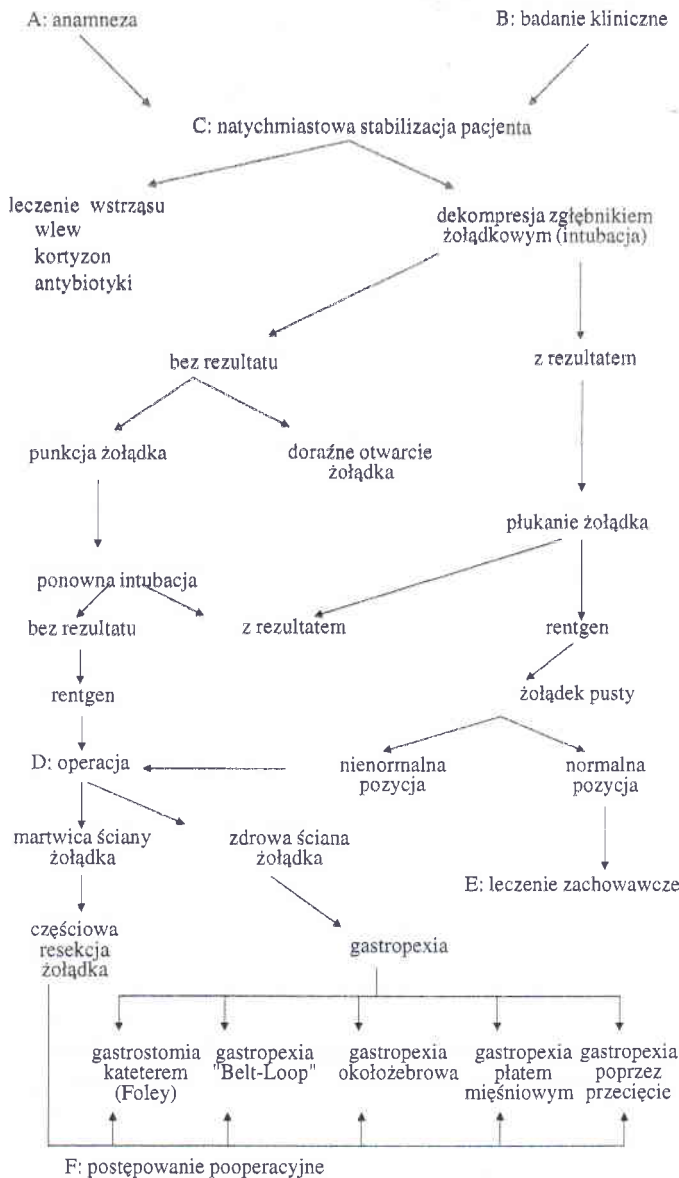 A: anamneza
B: badanie kliniczne
C: natychmiastowa stabilizacja pacjenta
leczenie wstrząsu
wlew
kortyzon
antybiotyki
dekompresja zgłębnikiem
żołądkowym (intubacja)
bez rezultatu
z rezultatem
punkcja żołądka
doraźne otwarcie
żołądka
płukanie żołądka
ponowna intubacja
bez rezultatu
z rezultatem
rentgen
rentgen
żołądek pusty
D: operacja
nienormalna
pozycja
normalna
pozycja
martwica ściany
żołądka
zdrowa ściana
żołądka
E: leczenie zachowawcze
częściowa
resekcja
żołądka
gastropexia
gastrostomia
kateterem
(Foley)
gastropexia
"Belt-Loop"
gastropexia
okołożebrowa
gastropexia
płatem
mięśniowym
gastropexia
poprzez
przecięcie
F: postępowanie pooperacyjne